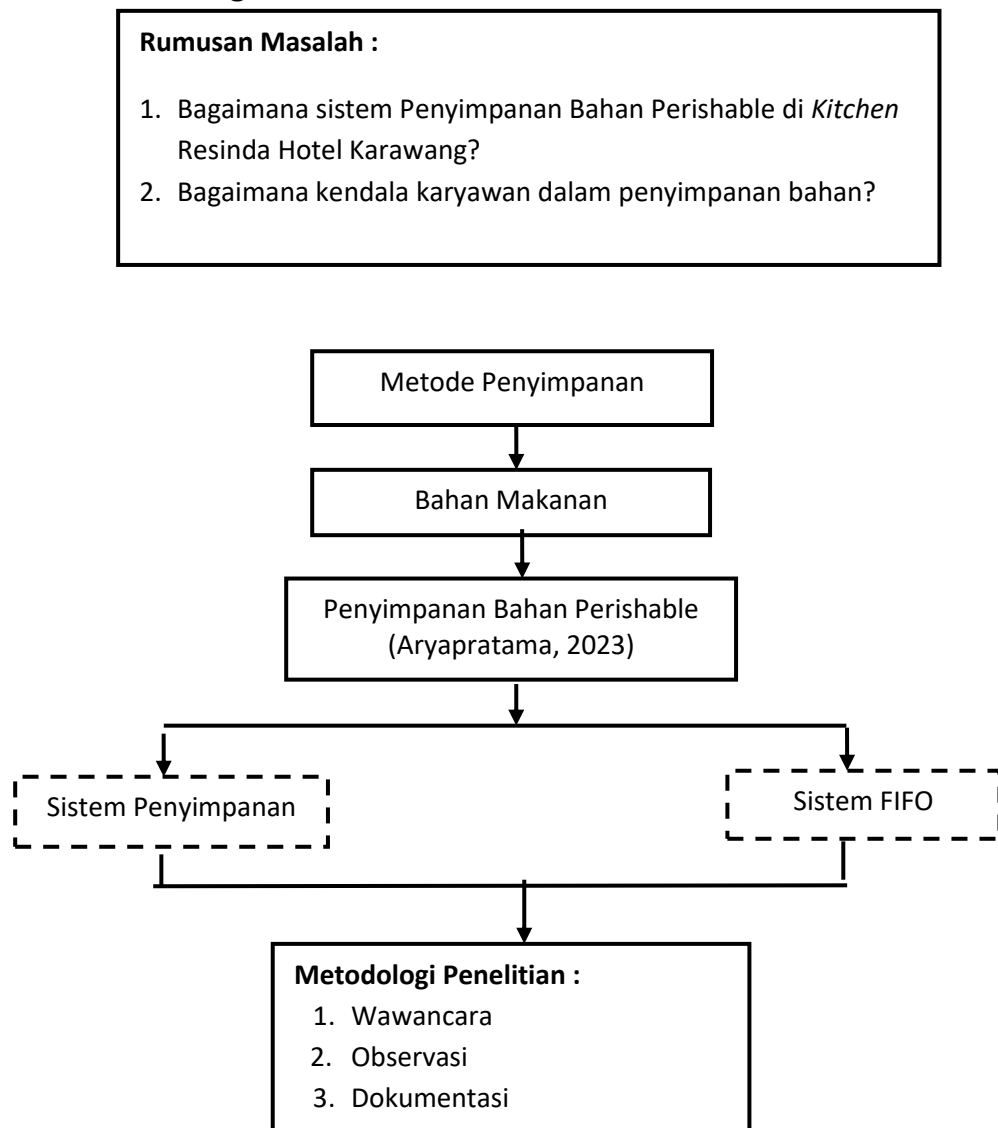 Rumusan Masalah :
1. Bagaimana sistem Penyimpanan Bahan Perishable di Kitchen
Resinda Hotel Karawang?
2. Bagaimana kendala karyawan dalam penyimpanan bahan?
Metode Penyimpanan
Bahan Makanan
Penyimpanan Bahan Perishable
(Aryapratama, 2023)
Sistem Penyimpanan
Sistem FIFO
Metodologi Penelitian :
1. Wawancara
2. Observasi
3. Dokumentasi